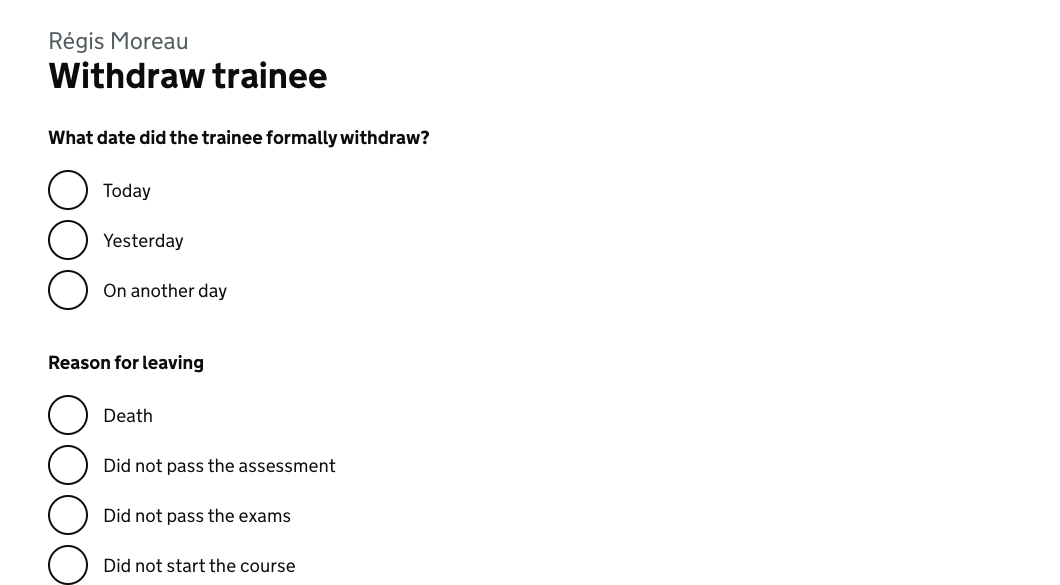 Régis Moreau
Withdraw trainee
What date did the trainee formally withdraw?
Today
Yesterday
On another day
Reason for leaving
Death
Did not pass the assessment
Did not pass the exams
Did not start the course